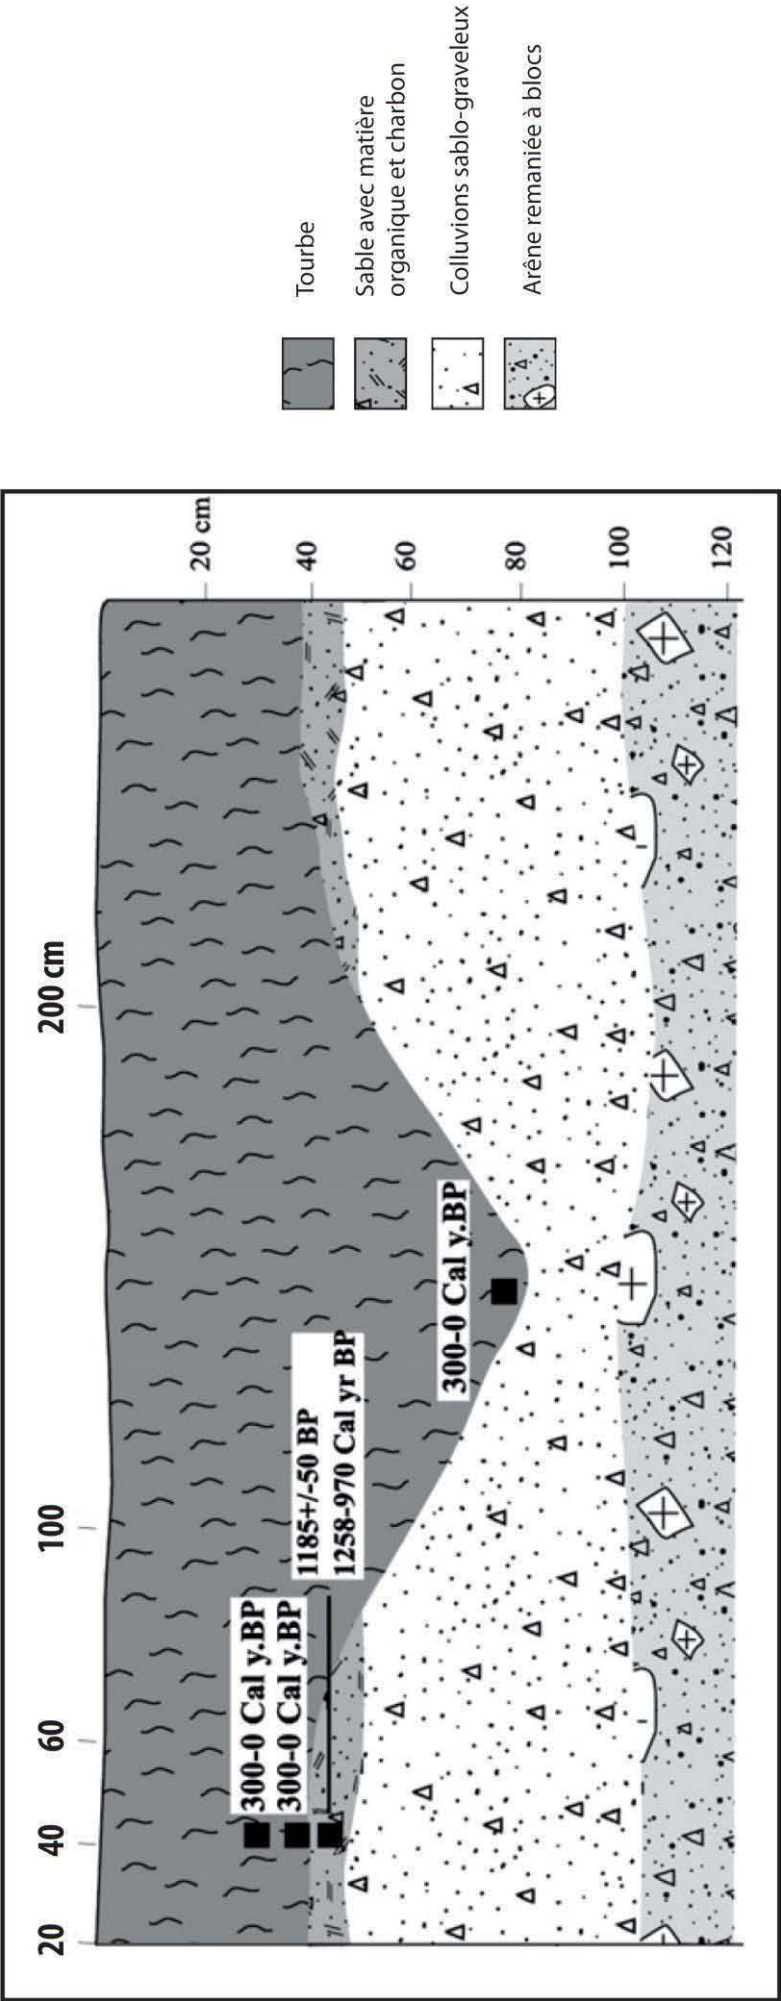 20
40
60
100
200 cm
20 cm
40
60
80
100
120
300-0 Cal y.BP
300-0 Cal y.BP
1185+/-50 BP
1258-970 Cal yr BP
300-0 Cal y.BP
Tourbe
Sable avec matière
organique et charbon
Colluvions sablo-graveleux
Arêne remaniée à blocs